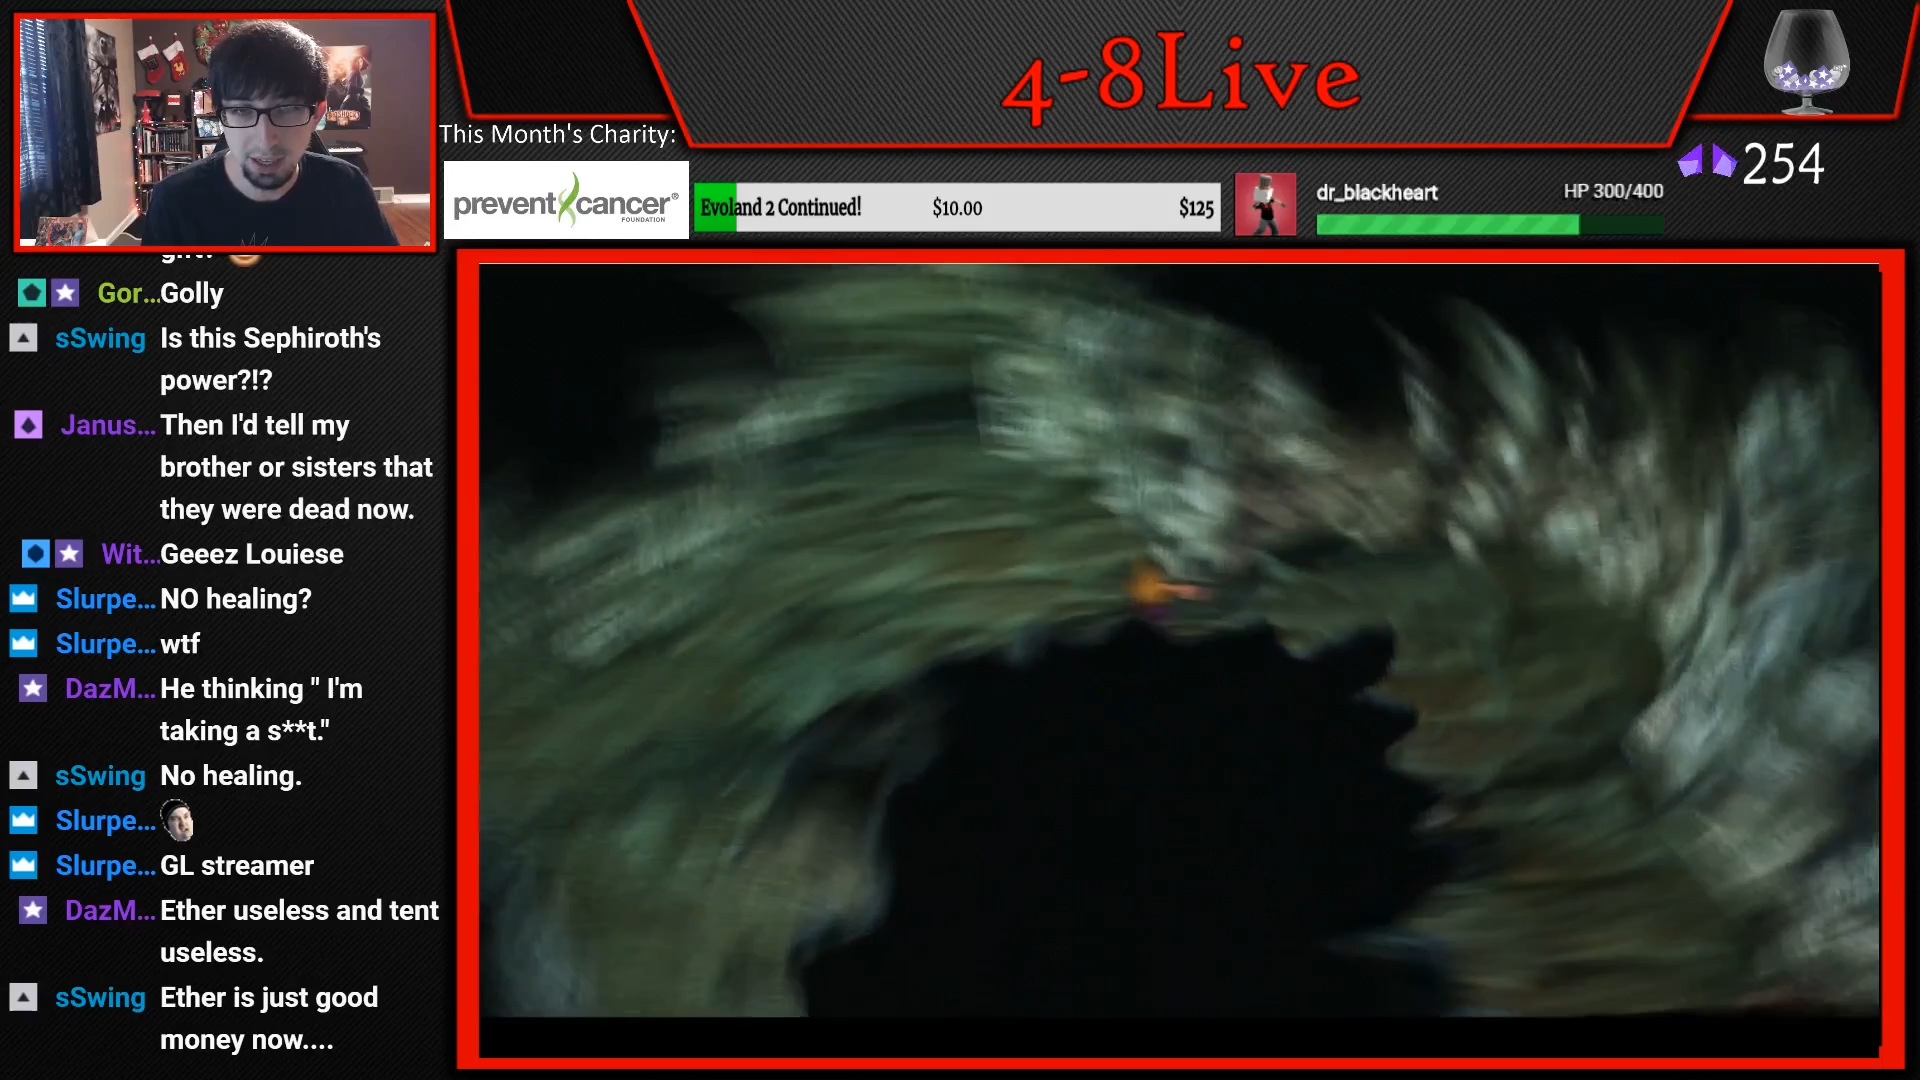 4-8Live
This Month's Charity:
prevent cancer®
FOUNDATION
Evoland 2 Continued! $10.00 $125
dr_blackheart HP 300/400
254
Gor... Golly
sSwing Is this Sephiroth's
power?!?
Janus... Then I'd tell my
brother or sisters that
they were dead now.
Wit... Geeez Louiese
Slurpe... NO healing?
Slurpe... wtf
DazM... He thinking " I'm
taking a s**t."
sSwing No healing.
Slurpe...
Slurpe... GL streamer
DazM... Ether useless and tent
useless.
sSwing Ether is just good
money now....